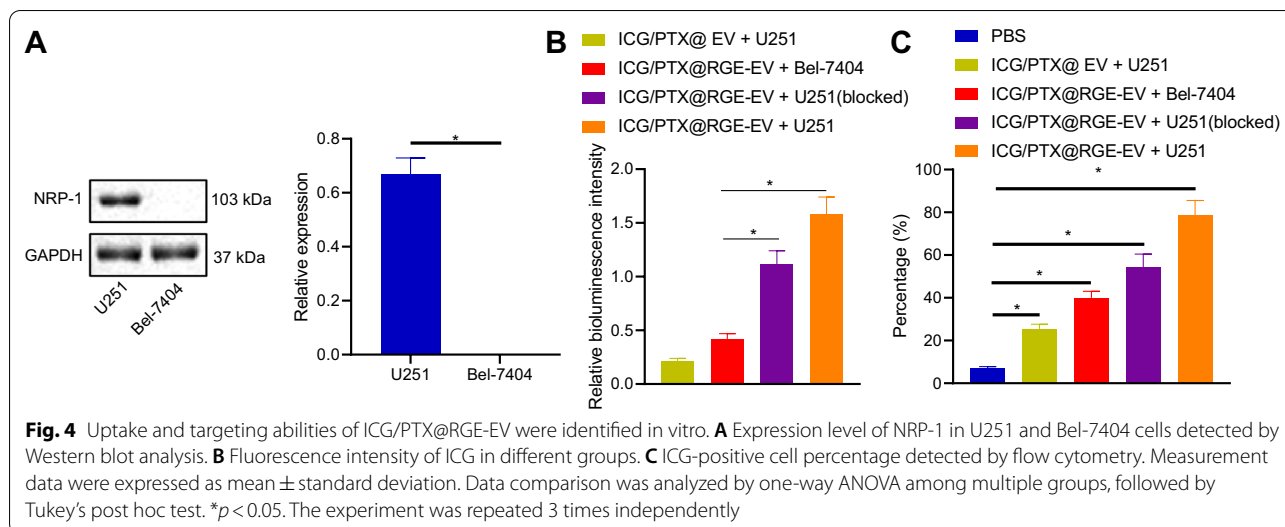 A
NRP-1
103 kDa
GAPDH
37 kDa
U251
Bel-7404
Relative expression
0.8
0.6
0.4
0.2
0.0
*
U251
Bel-7404
B
ICG/PTX@ EV + U251
ICG/PTX@RGE-EV + Bel-7404
ICG/PTX@RGE-EV + U251(blocked)
ICG/PTX@RGE-EV + U251
Relative bioluminescence intensity
2.0
1.5
1.0
0.5
0.0
*
*
C
PBS
ICG/PTX@ EV + U251
ICG/PTX@RGE-EV + Bel-7404
ICG/PTX@RGE-EV + U251(blocked)
ICG/PTX@RGE-EV + U251
Percentage (%)
100
80
60
40
20
0
*
*
*
*
Fig. 4 Uptake and targeting abilities of ICG/PTX@RGE-EV were identified in vitro. A Expression level of NRP-1 in U251 and Bel-7404 cells detected by
Western blot analysis. B Fluorescence intensity of ICG in different groups. C ICG-positive cell percentage detected by flow cytometry. Measurement
data were expressed as mean ± standard deviation. Data comparison was analyzed by one-way ANOVA among multiple groups, followed by
Tukey's post hoc test. *p < 0.05. The experiment was repeated 3 times independently